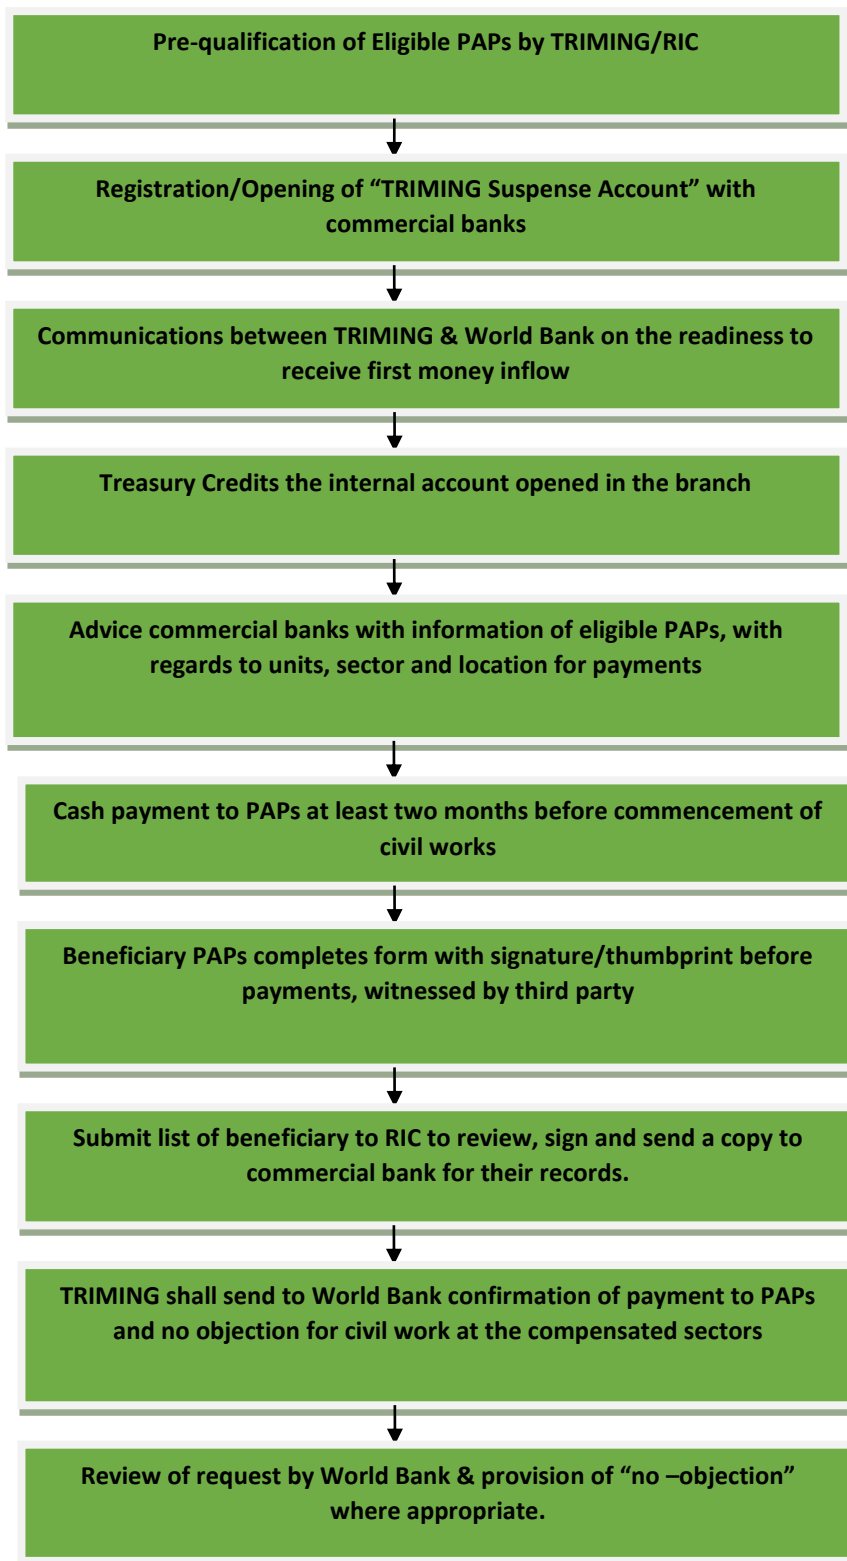 Pre-qualification of Eligible PAPs by TRIMING/RIC
Registration/Opening of “TRIMING Suspense Account” with
commercial banks
Communications between TRIMING & World Bank on the readiness to
receive first money inflow
Treasury Credits the internal account opened in the branch
Advice commercial banks with information of eligible PAPs, with
regards to units, sector and location for payments
Cash payment to PAPs at least two months before commencement of
civil works
Beneficiary PAPs completes form with signature/thumbprint before
payments, witnessed by third party
Submit list of beneficiary to RIC to review, sign and send a copy to
commercial bank for their records.
TRIMING shall send to World Bank confirmation of payment to PAPs
and no objection for civil work at the compensated sectors
Review of request by World Bank & provision of “no –objection”
where appropriate.